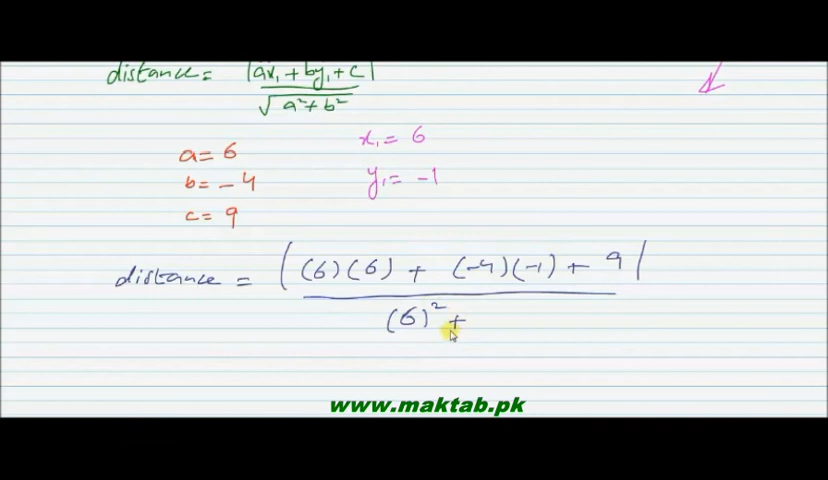 distance = |ax₁ + by₁ + c|
√a² + b²
a = 6
x₁ = 6
b = -4
y₁ = -1
c = 9
distance = |(6)(6) + (-4)(-1) + 9|
(6)² +
www.maktab.pk